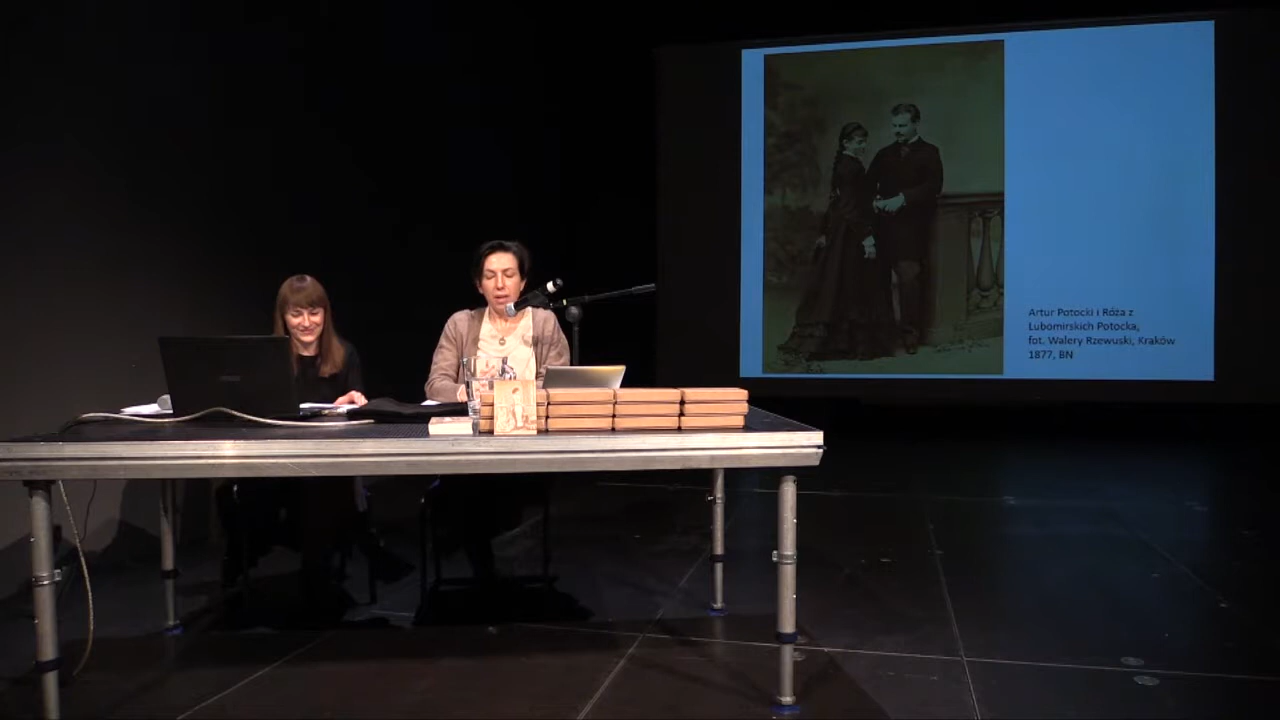 Artur Potocki i Róża z
Lubomirskich Potocka,
fot. Walery Rzewuski, Kraków
1877, BN